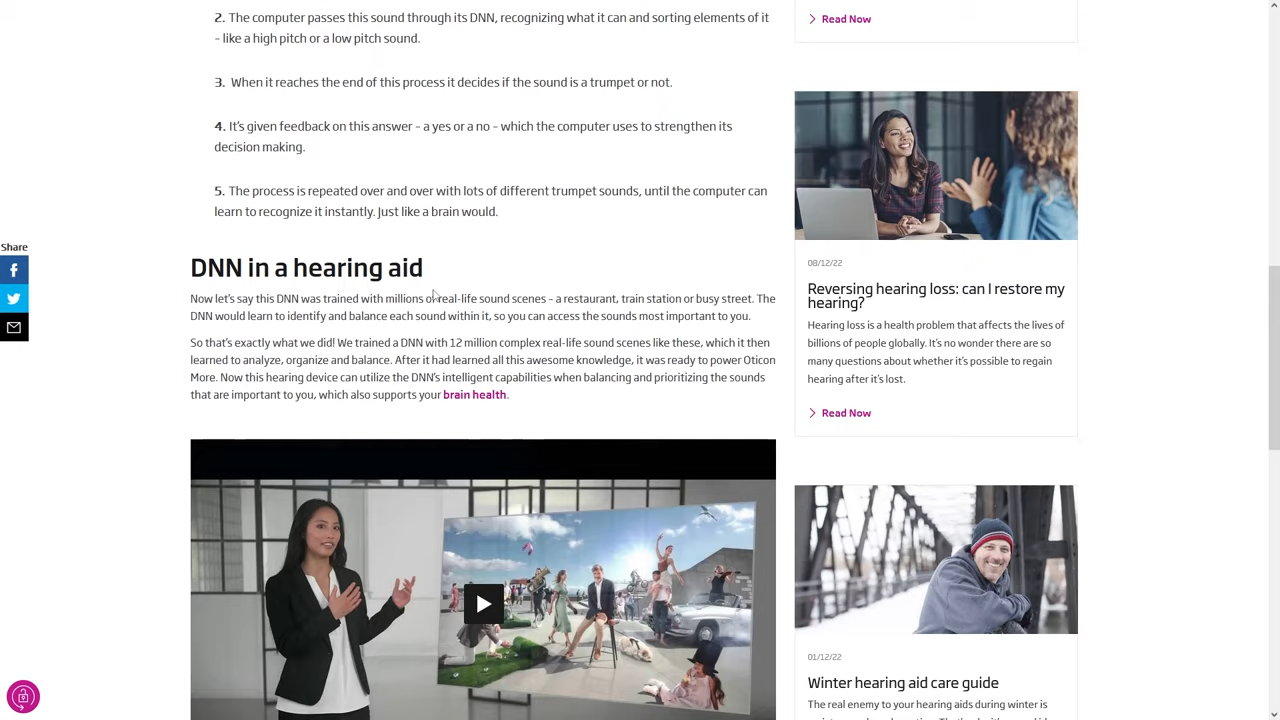 2. The computer passes this sound through its DNN, recognizing what it can and sorting elements of it
– like a high pitch or a low pitch sound.
3. When it reaches the end of this process it decides if the sound is a trumpet or not.
4. It's given feedback on this answer – a yes or a no – which the computer uses to strengthen its
decision making.
5. The process is repeated over and over with lots of different trumpet sounds, until the computer can
learn to recognize it instantly. Just like a brain would.
Share
DNN in a hearing aid
Now let's say this DNN was trained with millions of real-life sound scenes – a restaurant, train station or busy street. The
DNN would learn to identify and balance each sound within it, so you can access the sounds most important to you.
So that's exactly what we did! We trained a DNN with 12 million complex real-life sound scenes like these, which it then
learned to analyze, organize and balance. After it had learned all this awesome knowledge, it was ready to power Oticon
More. Now this hearing device can utilize the DNN's intelligent capabilities when balancing and prioritizing the sounds
that are important to you, which also supports your brain health.
Read Now
08/12/22
Reversing hearing loss: can I restore my
hearing?
Hearing loss is a health problem that affects the lives of
billions of people globally. It's no wonder there are so
many questions about whether it's possible to regain
hearing after it's lost.
Read Now
01/12/22
Winter hearing aid care guide
The real enemy to your hearing aids during winter is